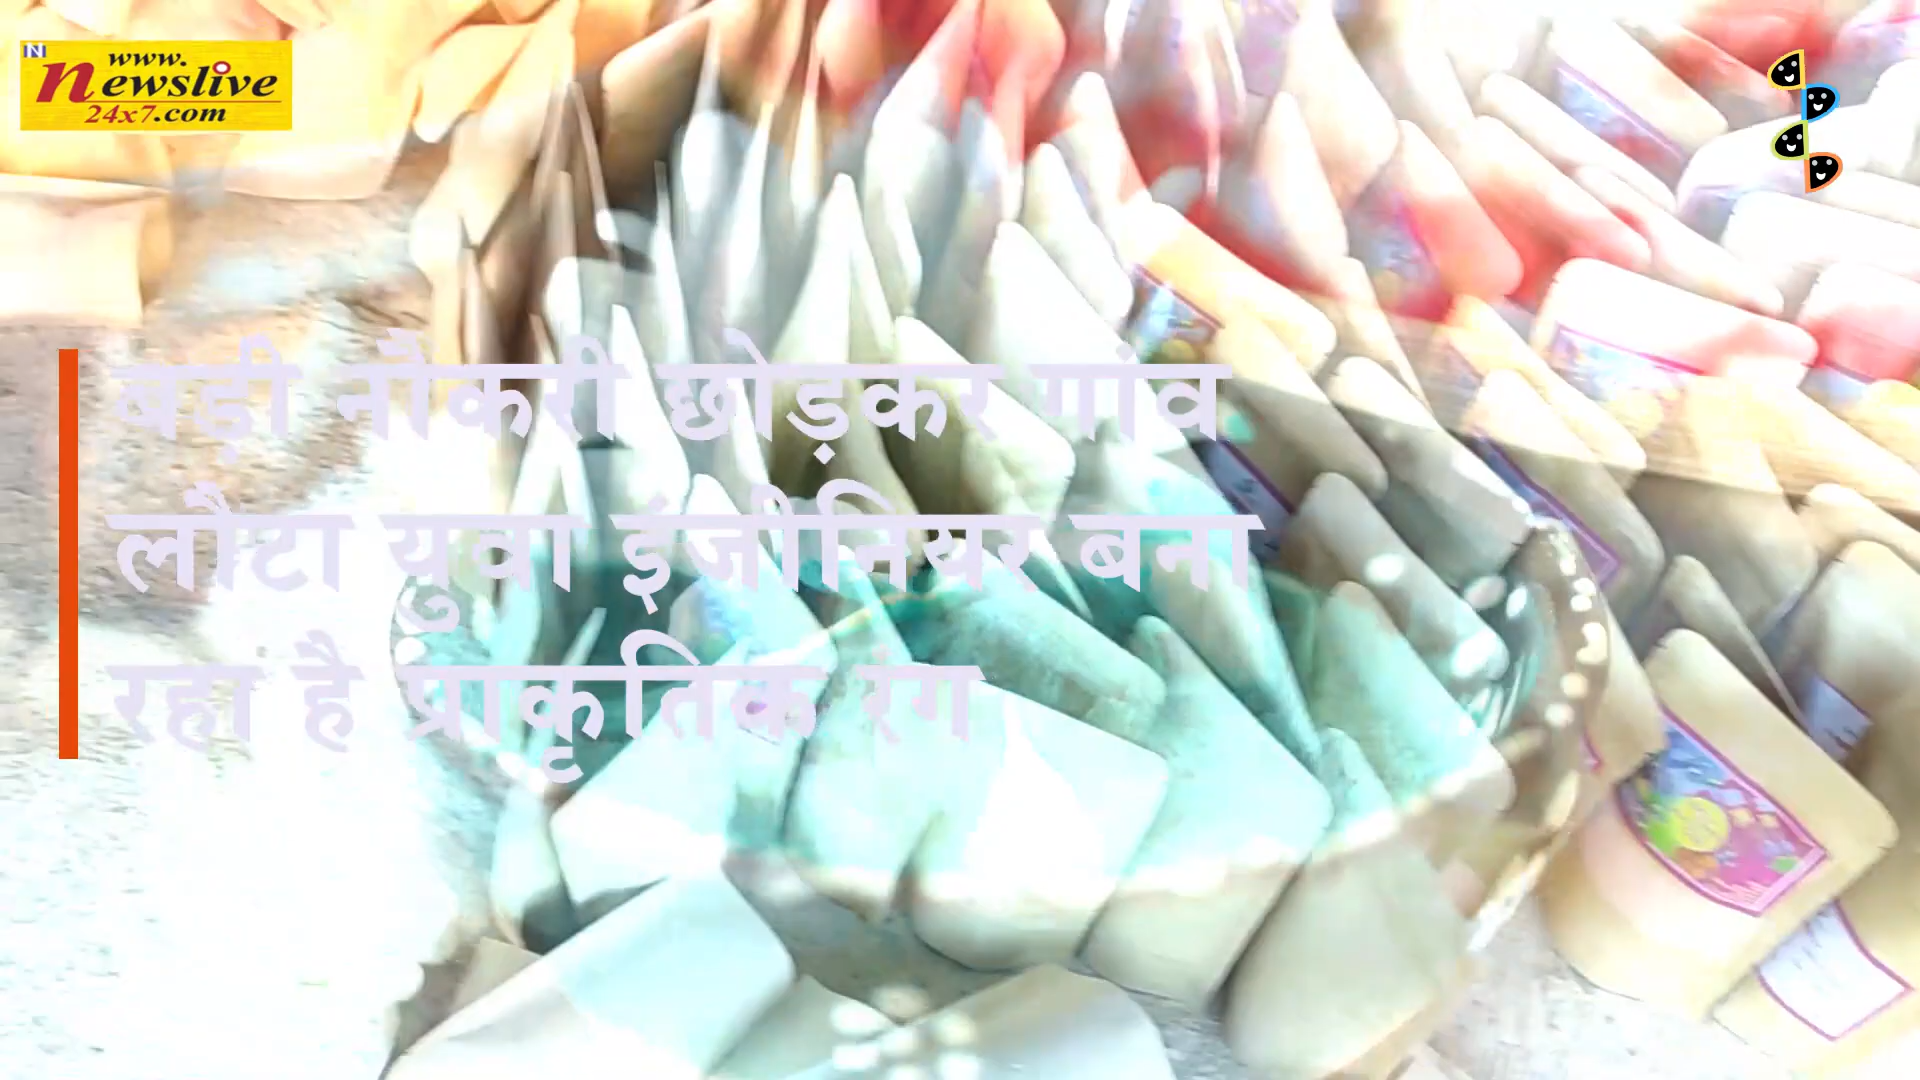 N
www.
newslive
24x7.com
बड़ी नौकरी छोड़कर गांव
लौटा युवा इंजीनियर बना
रहा है प्राकृतिक रंग